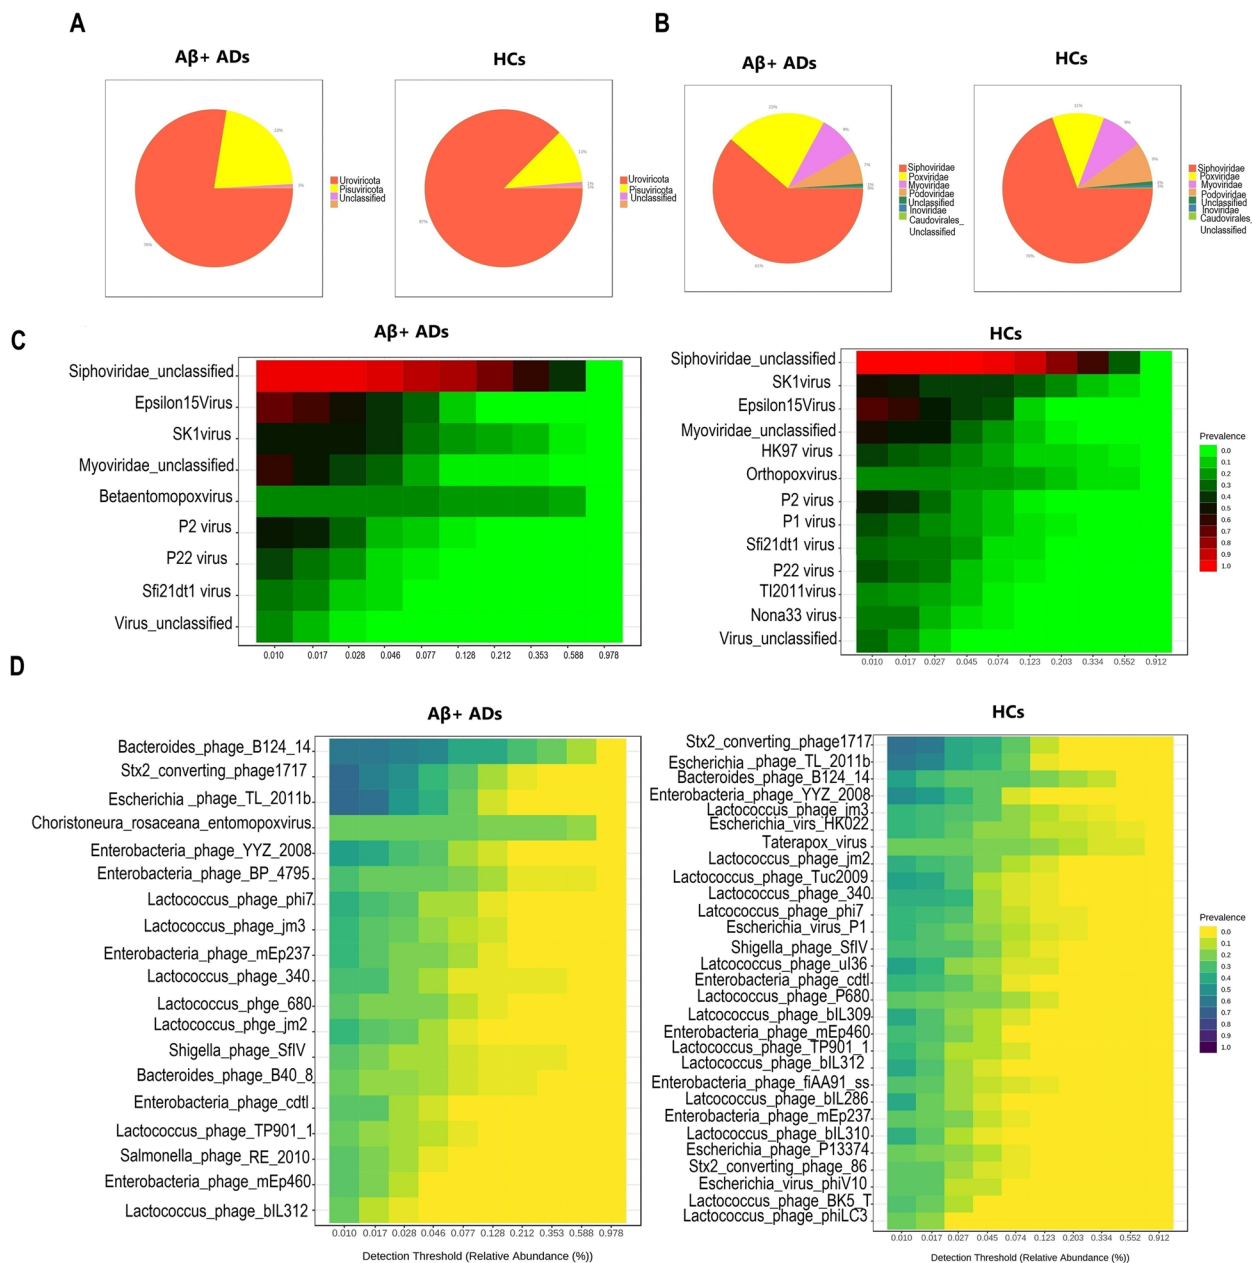 A
B
Aβ+ ADs
HCs
Aβ+ ADs
HCs
Uroviricota
Pisuviricota
Unclassified
Uroviricota
Pisuviricota
Unclassified
Siphoviridae
Poxviridae
Myoviridae
Podoviridae
Unclassified
Inoviridae
Caudovirales_
Unclassified
Siphoviridae
Poxviridae
Myoviridae
Podoviridae
Unclassified
Inoviridae
Caudovirales_
Unclassified
C
Aβ+ ADs
Siphoviridae_unclassified
Epsilon15Virus
SK1virus
Myoviridae_unclassified
Betaentomopoxvirus
P2 virus
P22 virus
Sfi21dt1 virus
Virus_unclassified
0.010 0.017 0.028 0.046 0.077 0.128 0.212 0.353 0.588 0.978
HCs
Siphoviridae_unclassified
SK1virus
Epsilon15Virus
Myoviridae_unclassified
HK97 virus
Orthopoxvirus
P2 virus
P1 virus
Sfi21dt1 virus
P22 virus
TI2011virus
Nona33 virus
Virus_unclassified
0.010 0.017 0.027 0.045 0.074 0.123 0.203 0.334 0.552 0.912
Prevalence
0.0
0.1
0.2
0.3
0.4
0.5
0.6
0.7
0.8
0.9
1.0
D
Aβ+ ADs
Bacteroides_phage_B124_14
Stx2_converting_phage1717
Escherichia _phage_TL_2011b
Choristoneura_rosaceana_entomopoxvirus
Enterobacteria_phage_YYZ_2008
Enterobacteria_phage_BP_4795
Lactococcus_phage_phi7
Lactococcus_phage_jm3
Enterobacteria_phage_mEp237
Lactococcus_phage_340
Lactococcus_phge_680
Lactococcus_phge_jm2
Shigella_phage_SfIV
Bacteroides_phage_B40_8
Enterobacteria_phage_cdtI
Lactococcus_phage_TP901_1
Salmonella_phage_RE_2010
Enterobacteria_phage_mEp460
Lactococcus_phage_bIL312
0.010 0.017 0.028 0.046 0.077 0.128 0.212 0.353 0.588 0.978
Detection Threshold (Relative Abundance (%))
HCs
Stx2_converting_phage1717
Escherichia _phage_TL_2011b
Bacteroides_phage_B124_14
Enterobacteria_phage_YYZ_2008
Lactococcus_phage_jm3
Escherichia_virs_HK022
Taterapox_virus
Lactococcus_phage_jm2
Lactococcus_phage_Tuc2009
Lactococcus_phage_340
Latcococcus_phage_phi7
Escherichia_virus_P1
Shigella_phage_SfIV
Latcococcus_phage_ul36
Enterobacteria_phage_cdtI
Lactococcus_phage_P680
Latcococcus_phage_bIL309
Enterobacteria_phage_mEp460
Lactococcus_phage_TP901_1
Lactococcus_phage_bIL312
Enterobacteria_phage_fiAA91_ss
Latcococcus_phage_bIL286
Enterobacteria_phage_mEp237
Lactococcus_phage_bIL310
Escherichia_phage_P13374
Stx2_converting_phage_86
Escherichia_virus_phiV10
Lactococcus_phage_BK5_T
Lactococcus_phage_phiLC3
0.010 0.017 0.027 0.045 0.074 0.123 0.203 0.334 0.552 0.912
Detection Threshold (Relative Abundance (%))
Prevalence
0.0
0.1
0.2
0.3
0.4
0.5
0.6
0.7
0.8
0.9
1.0